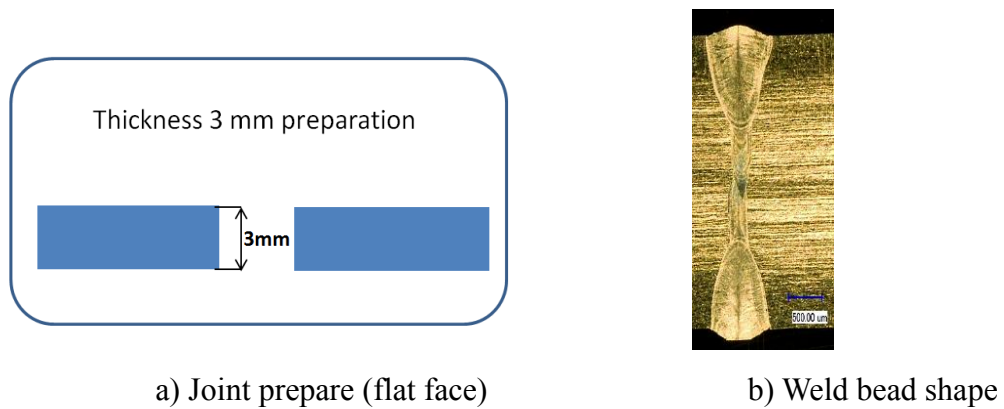 Thickness 3 mm preparation
3mm
500.00 um
a) Joint prepare (flat face)
b) Weld bead shape